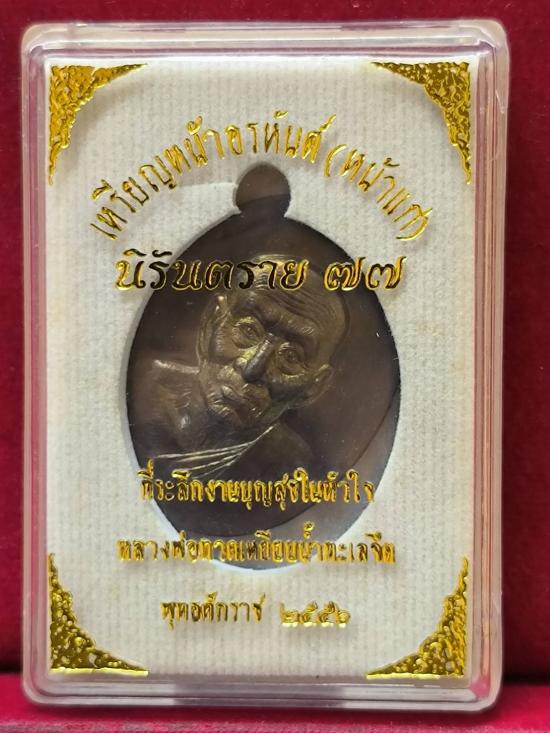 เหรียญหน้าอรหันต์ (หน้าแก่)
นิรันตราย ๗๗
ที่ระลึกงานบุญสุขในหัวใจ
หลวงพ่อทวดเหยียบน้ำทะเลจืด
พุทธศักราช ๒๕๕๖